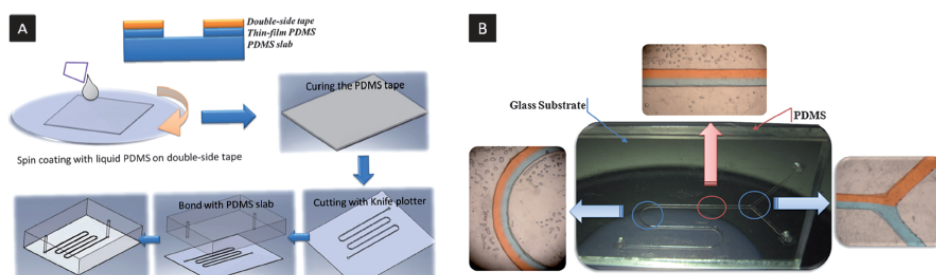 A
Double-side tape
Thin-film PDMS
PDMS slab
Spin coating with liquid PDMS on double-side tape
Curing the PDMS tape
Cutting with Knife plotter
Bond with PDMS slab
B
Glass Substrate
PDMS